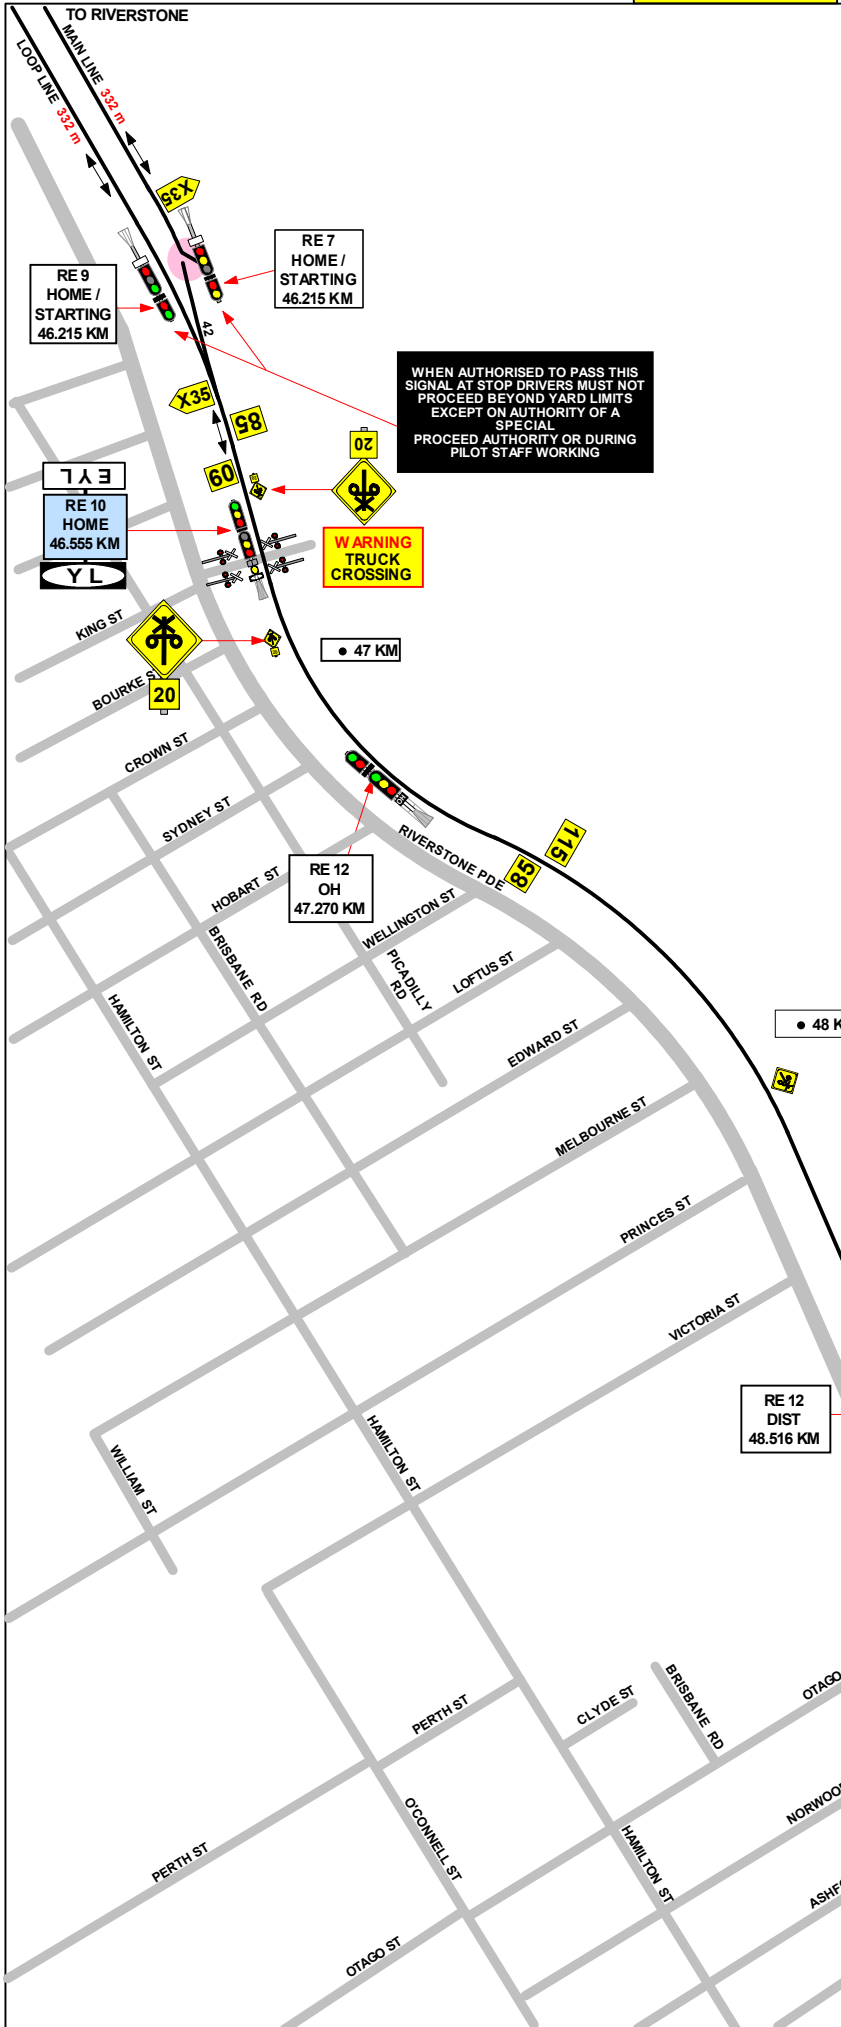 TO RIVERSTONE
LOOP LINE 332 m
MAIN LINE 332 m
X35
RE 7
HOME /
STARTING
46.215 KM
RE 9
HOME /
STARTING
46.215 KM
42
WHEN AUTHORISED TO PASS THIS
SIGNAL AT STOP DRIVERS MUST NOT
PROCEED BEYOND YARD LIMITS
EXCEPT ON AUTHORITY OF A
SPECIAL
PROCEED AUTHORITY OR DURING
PILOT STAFF WORKING
X35
85
20
60
EYL
RE 10
HOME
46.555 KM
YL
WARNING
TRUCK
CROSSING
KING ST
47 KM
20
BOURKE S
CROWN ST
SYDNEY ST
RIVERSTONE PDE
115
85
RE 12
OH
47.270 KM
HOBART ST
WELLINGTON ST
BRISBANE RD
PICADILLY
RD
LOFTUS ST
HAMILTON ST
48 K
EDWARD ST
MELBOURNE ST
PRINCES ST
VICTORIA ST
RE 12
DIST
48.516 KM
HAMILTON ST
WILLIAM ST
PERTH ST
CLYDE ST
BRISBANE RD
OTAGO
NORWOO
O'CONNELL ST
HAMILTON ST
PERTH ST
ASHF
OTAGO ST